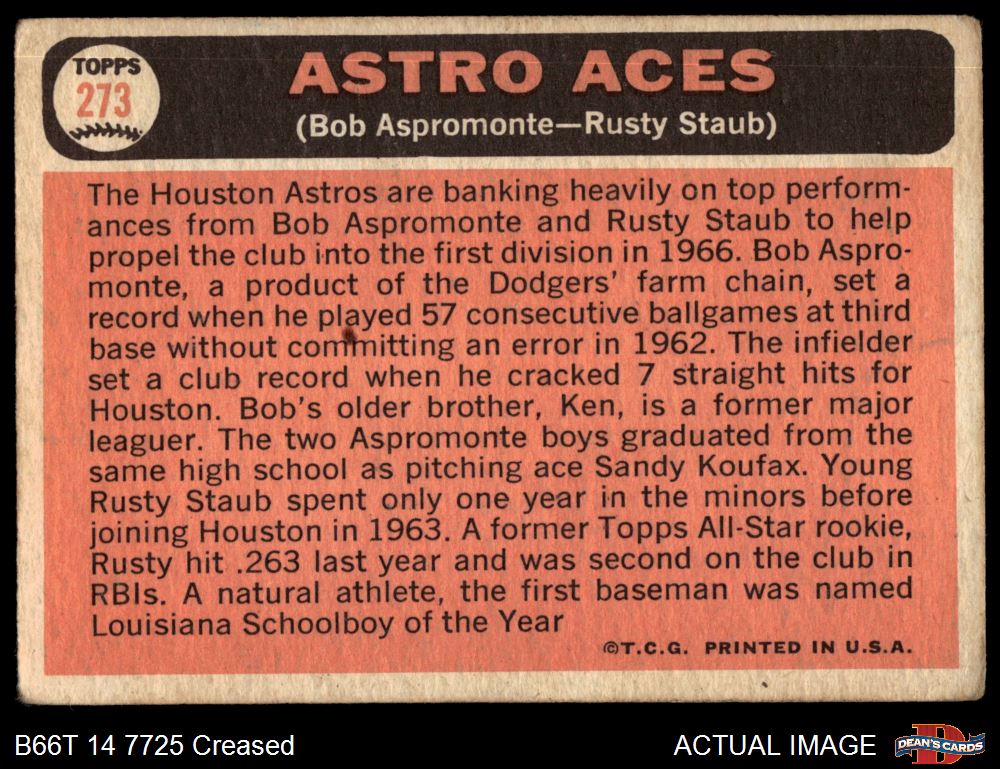 TOPPS
273
ASTRO ACES
(Bob Aspromonte—Rusty Staub)
The Houston Astros are banking heavily on top perform-
ances from Bob Aspromonte and Rusty Staub to help
propel the club into the first division in 1966. Bob Aspro-
monte, a product of the Dodgers' farm chain, set a
record when he played 57 consecutive ballgames at third
base without committing an error in 1962. The infielder
set a club record when he cracked 7 straight hits for
Houston. Bob's older brother, Ken, is a former major
leaguer. The two Aspromonte boys graduated from the
same high school as pitching ace Sandy Koufax. Young
Rusty Staub spent only one year in the minors before
joining Houston in 1963. A former Topps All-Star rookie,
Rusty hit .263 last year and was second on the club in
RBIs. A natural athlete, the first baseman was named
Louisiana Schoolboy of the Year
©T.C.G. PRINTED IN U.S.A.
B66T 14 7725 Creased
ACTUAL IMAGE
DEAN'S CARDS